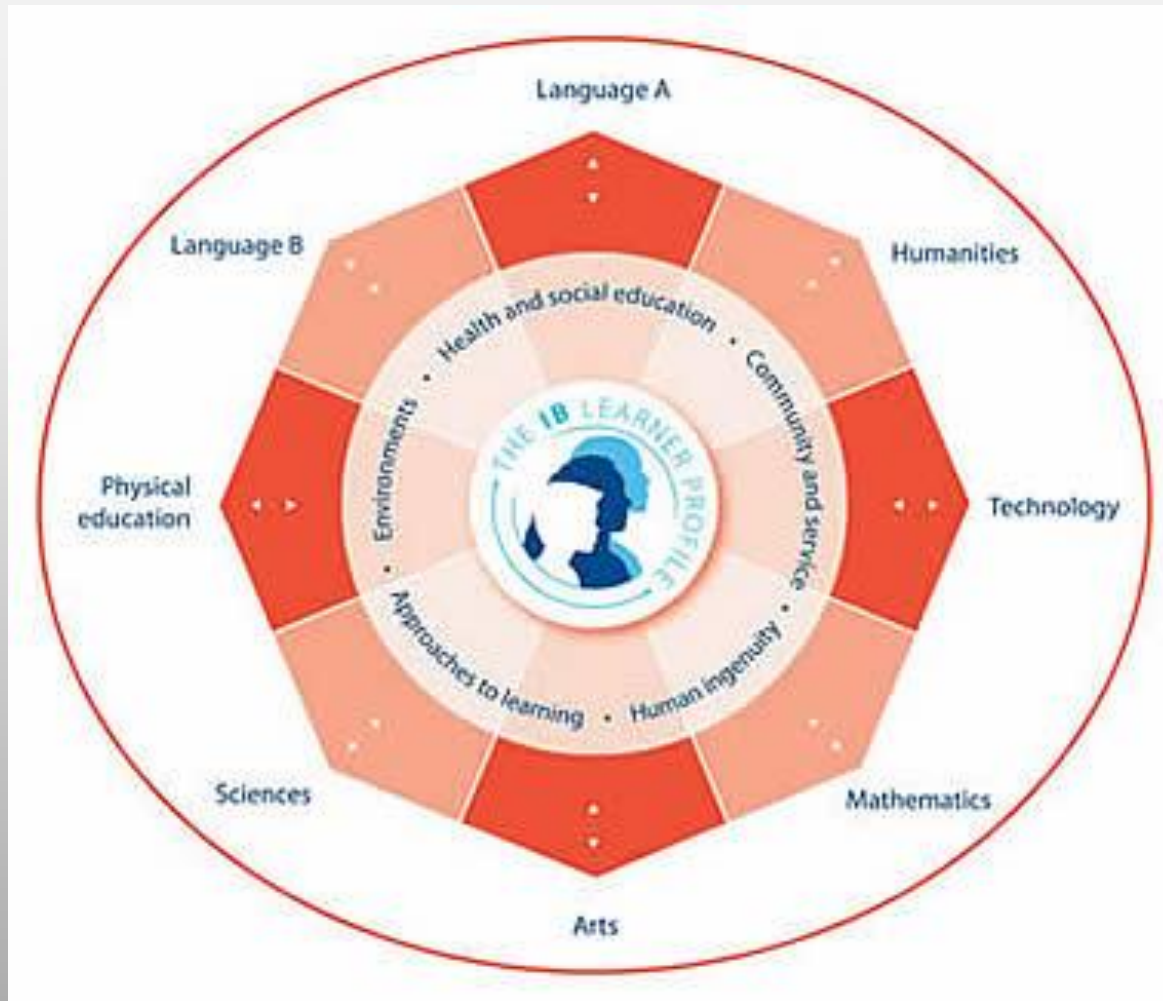 Language A
Language B
Humanities
Health and social education • Community and service • Human ingenuity • Approaches to learning • Environments •
THE IB LEARNER PROFILE
Physical
education
Technology
Sciences
Mathematics
Arts